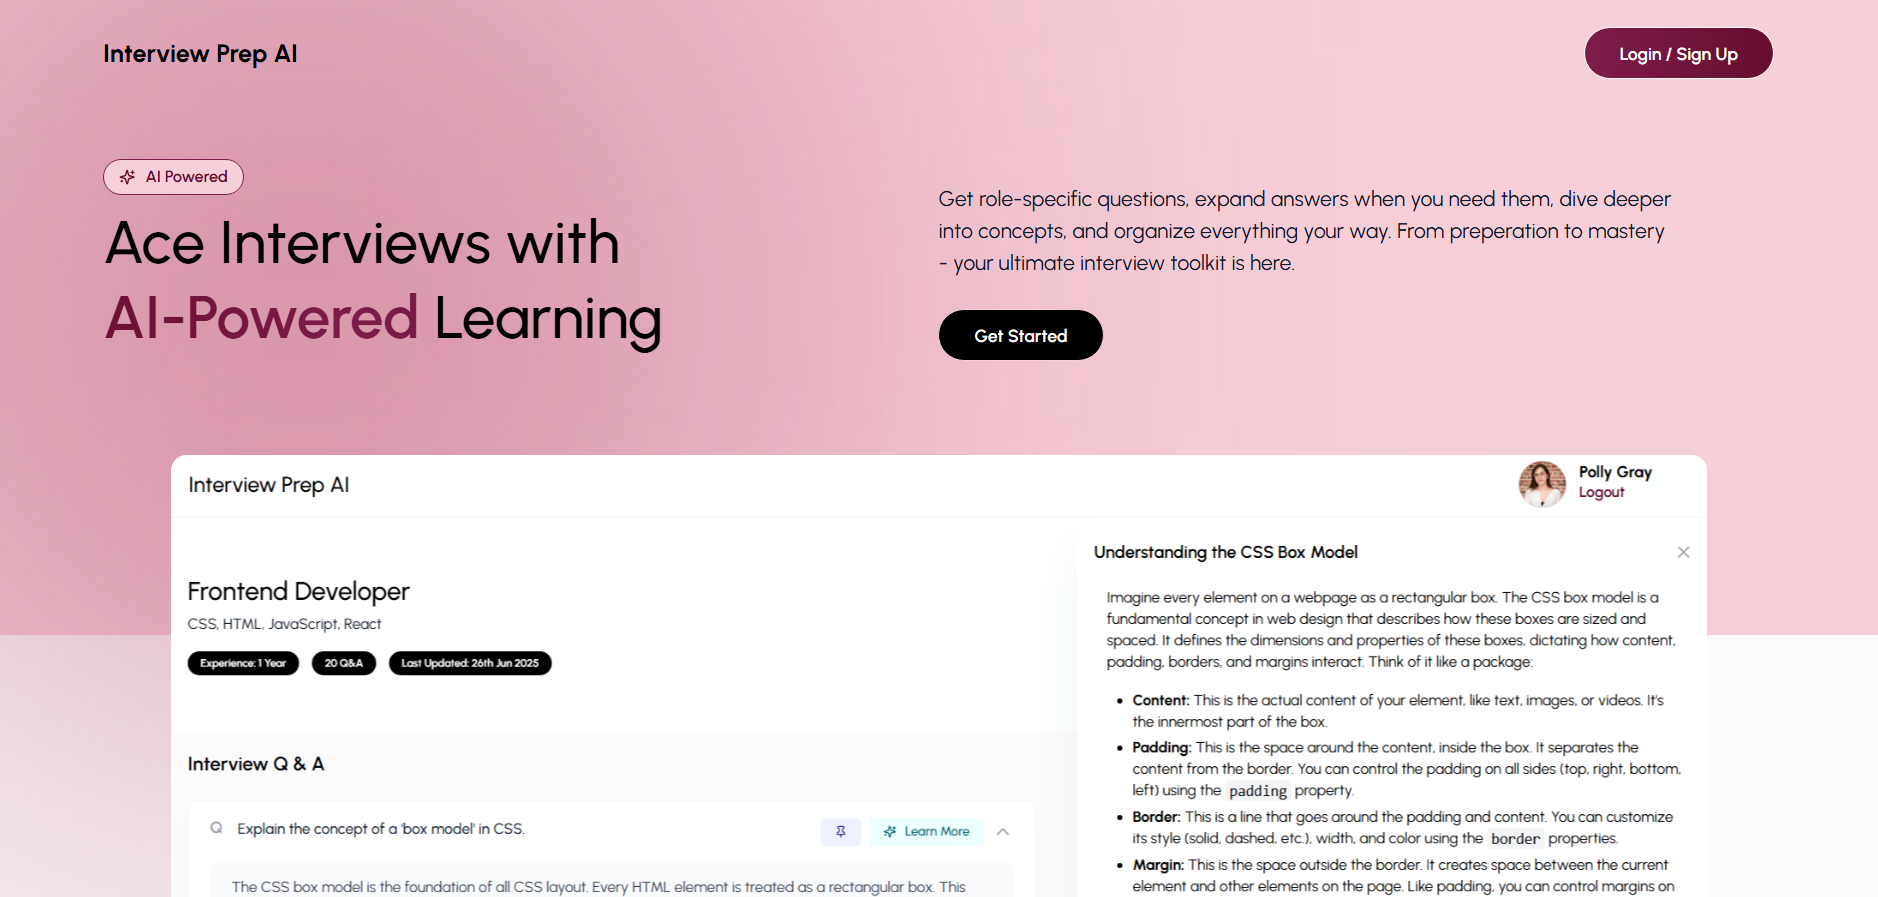 Interview Prep AI
Login / Sign Up
AI Powered
Ace Interviews with
AI-Powered Learning
Get role-specific questions, expand answers when you need them, dive deeper
into concepts, and organize everything your way. From preperation to mastery
- your ultimate interview toolkit is here.
Get Started
Interview Prep AI
Polly Gray
Logout
Frontend Developer
CSS, HTML, JavaScript, React
Experience: 1 Year
20 Q&A
Last Updated: 26th Jun 2025
Interview Q & A
Q Explain the concept of a 'box model' in CSS.
Learn More
The CSS box model is the foundation of all CSS layout. Every HTML element is treated as a rectangular box. This
Understanding the CSS Box Model
Imagine every element on a webpage as a rectangular box. The CSS box model is a
fundamental concept in web design that describes how these boxes are sized and
spaced. It defines the dimensions and properties of these boxes, dictating how content,
padding, borders, and margins interact. Think of it like a package:
• Content: This is the actual content of your element, like text, images, or videos. It's
the innermost part of the box.
• Padding: This is the space around the content, inside the box. It separates the
content from the border. You can control the padding on all sides (top, right, bottom,
left) using the padding property.
• Border: This is a line that goes around the padding and content. You can customize
its style (solid, dashed, etc.), width, and color using the border properties.
• Margin: This is the space outside the border. It creates space between the current
element and other elements on the page. Like padding, you can control margins on